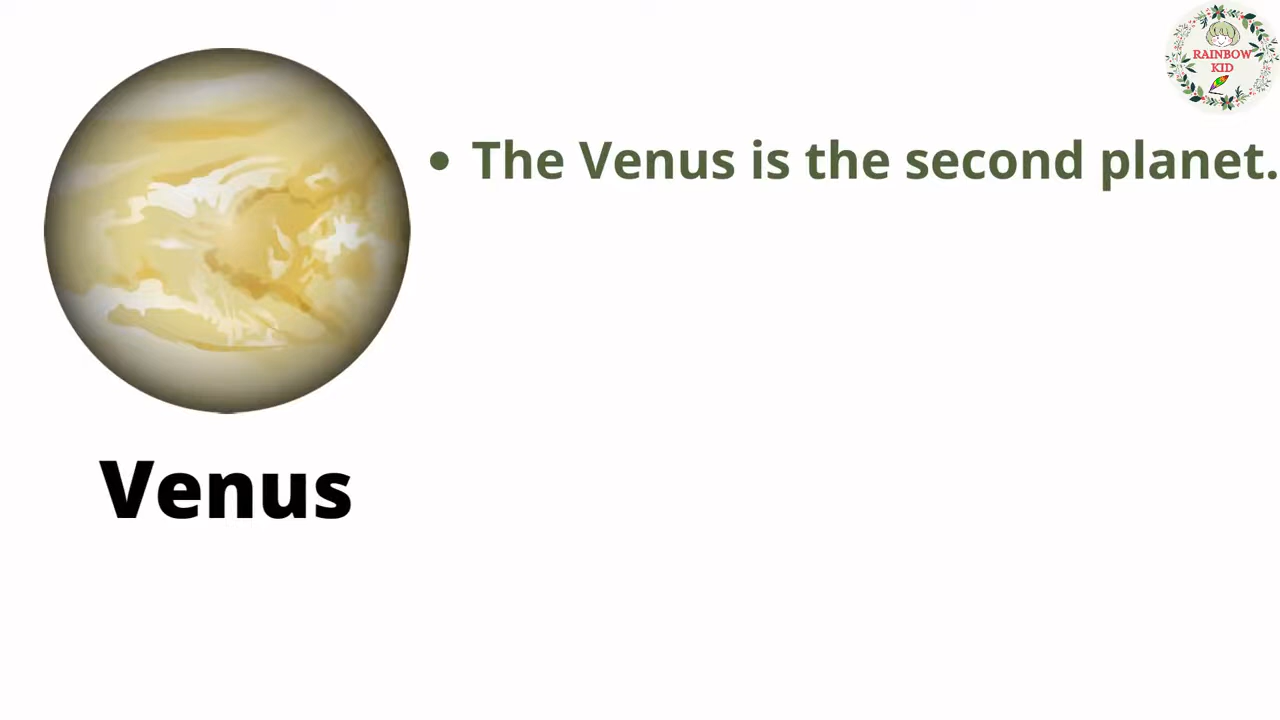 RAINBOW
KID
• The Venus is the second planet.
Venus